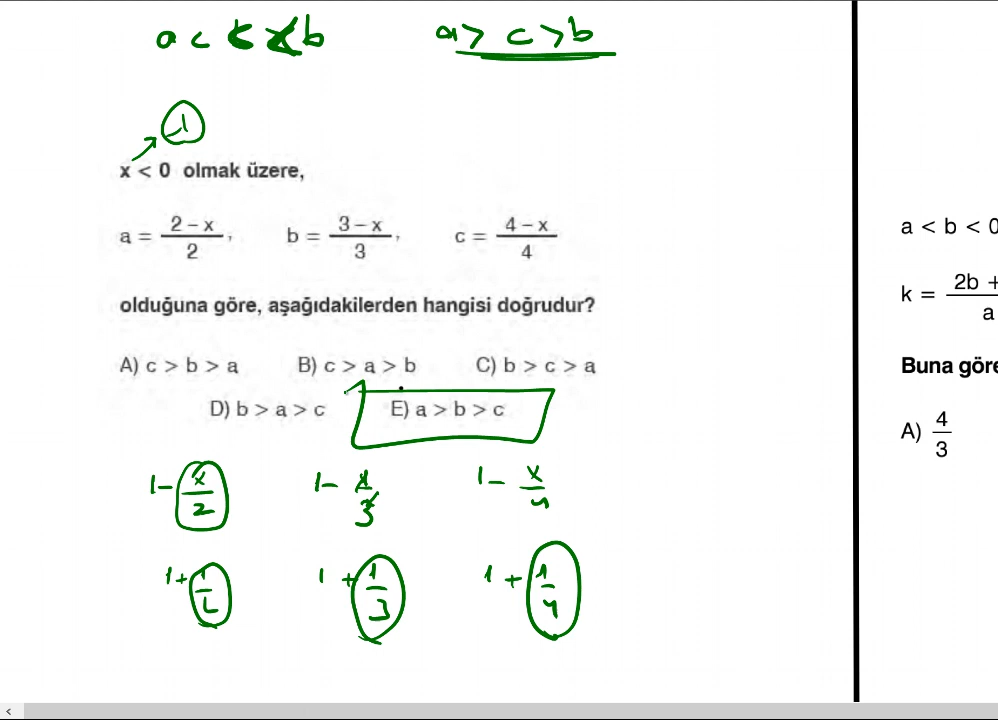 a > c > b
-1
x < 0 olmak üzere,
a = (2 – x)/2 , b = (3 – x)/3 , c = (4 – x)/4
olduğuna göre, aşağıdakilerden hangisi doğrudur?
A) c > b > a B) c > a > b C) b > c > a
D) b > a > c E) a > b > c
1 - x/2 1 - x/3 1 - x/4
1 + 1/2 1 + 1/3 1 + 1/4
a < b < 0
k = 2b +
a
Buna göre
A) 4/3